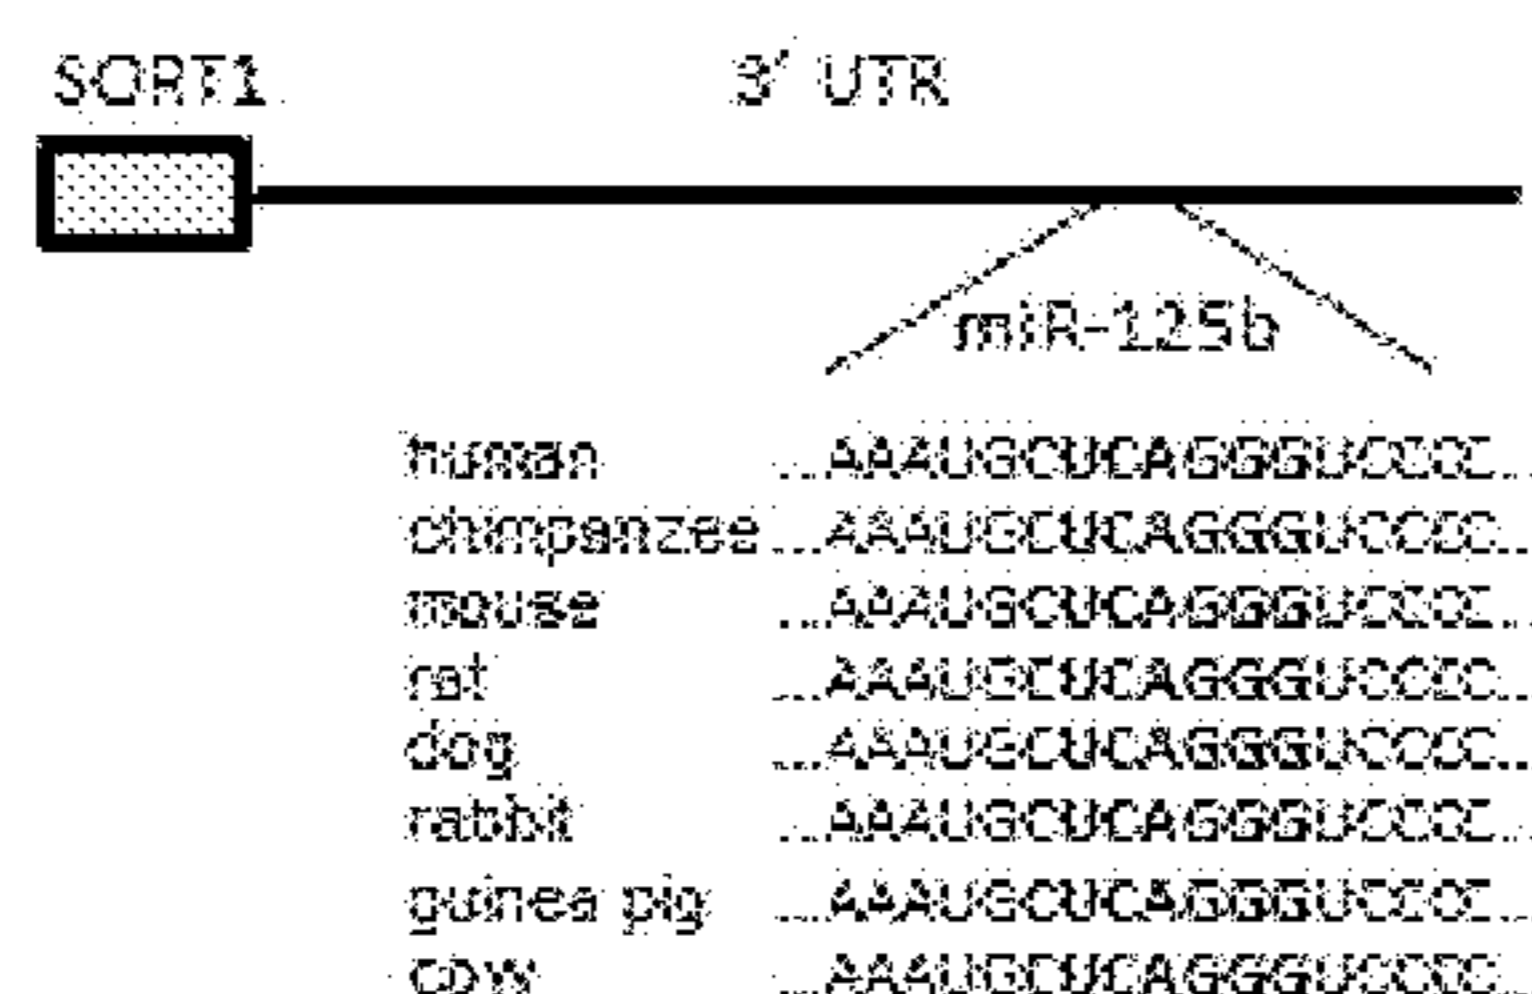 SORT1 3' UTR
miR-125b
human ...AAAUGCUCAGGGUCCCC...
chimpanzee ...AAAUGCUCAGGGUCCCC...
mouse ...AAAUGCUCAGGGUCCCC...
rat ...AAAUGCUCAGGGUCCCC...
dog ...AAAUGCUCAGGGUCCCC...
rabbit ...AAAUGCUCAGGGUCCCC...
guinea pig ...AAAUGCUCAGGGUCCCC...
cow ...AAAUGCUCAGGGUCCCC...